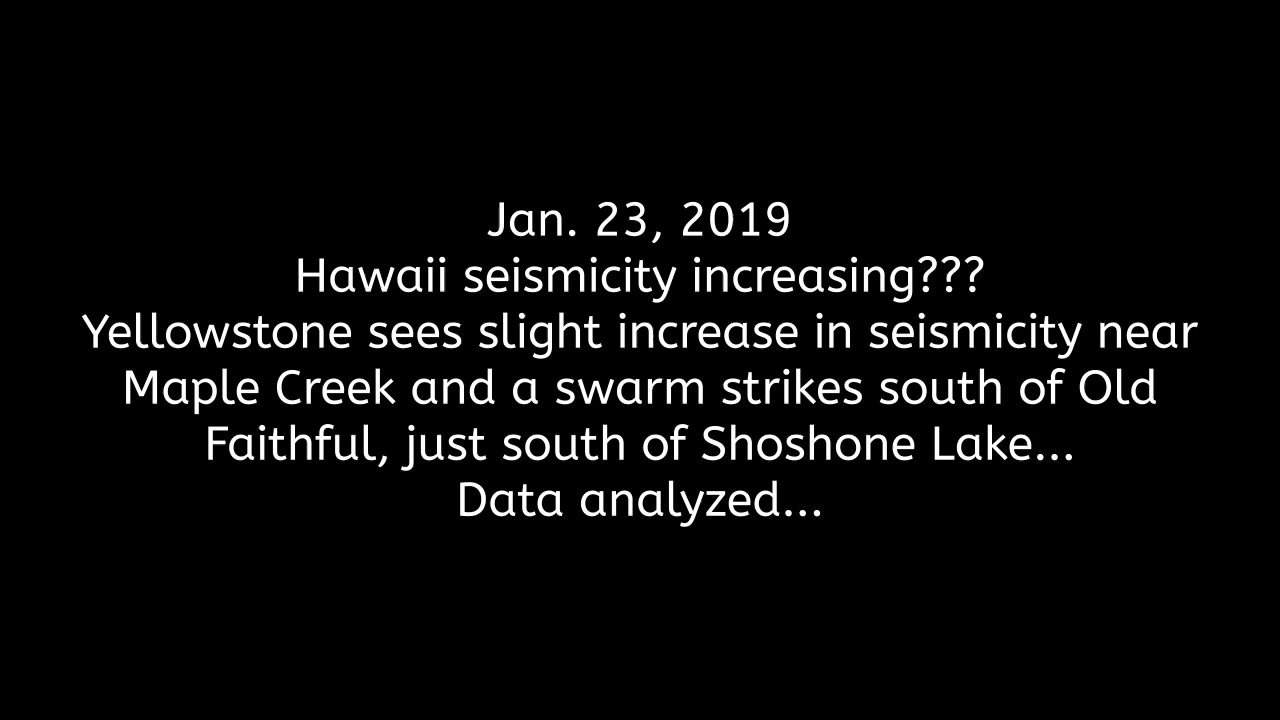 Jan. 23, 2019
Hawaii seismicity increasing???
Yellowstone sees slight increase in seismicity near
Maple Creek and a swarm strikes south of Old
Faithful, just south of Shoshone Lake...
Data analyzed...